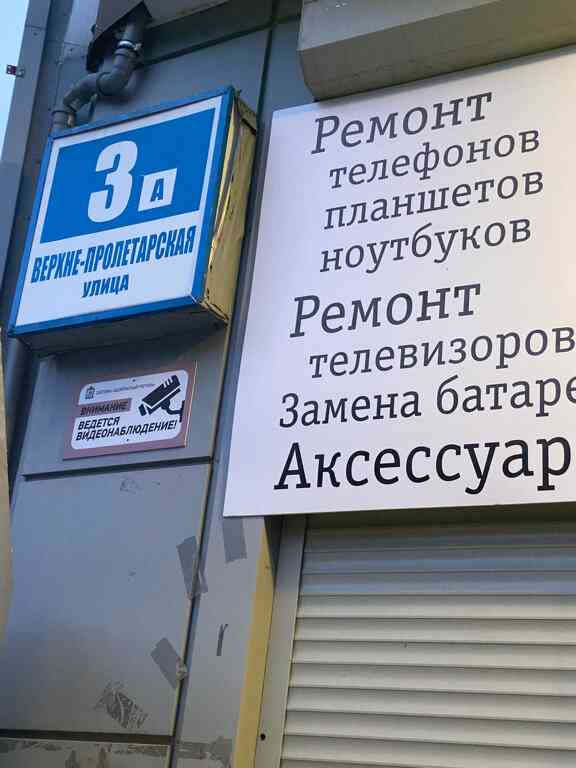 3 А
ВЕРХНЕ-ПРОЛЕТАРСКАЯ
УЛИЦА
ВНИМАНИЕ
ВЕДЕТСЯ
ВИДЕОНАБЛЮДЕНИЕ!
Ремонт
телефонов
планшетов
ноутбуков
Ремонт
телевизоров
Замена батаре
Аксессуар